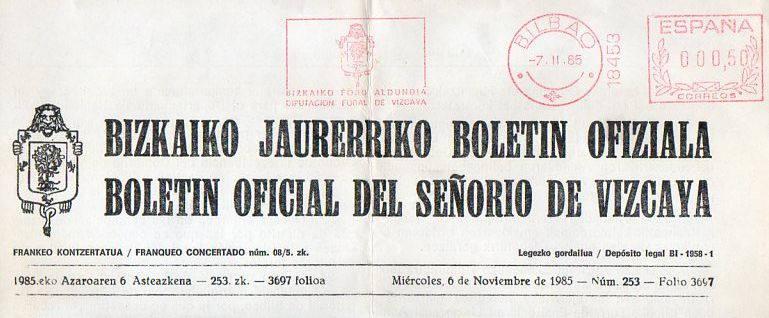 BIZKAIKO FORU ALDUNDIA
DIPUTACION FORAL DE VIZCAYA
BILBAO
-7.11.85
18453
ESPAÑA
000,50
CORREOS
BIZKAIKO JAURERRIKO BOLETIN OFIZIALA
BOLETIN OFICIAL DEL SEÑORIO DE VIZCAYA
FRANKEO KONTZERTATUA / FRANQUEO CONCERTADO núm. 08/5. zk.
Legezko gordailua / Depósito legal BI - 1958 - 1
1985.eko Azaroaren 6 Asteazkena — 253. zk. — 3697 folioa
Miércoles, 6 de Noviembre de 1985 — Núm. 253 — Folio 3697